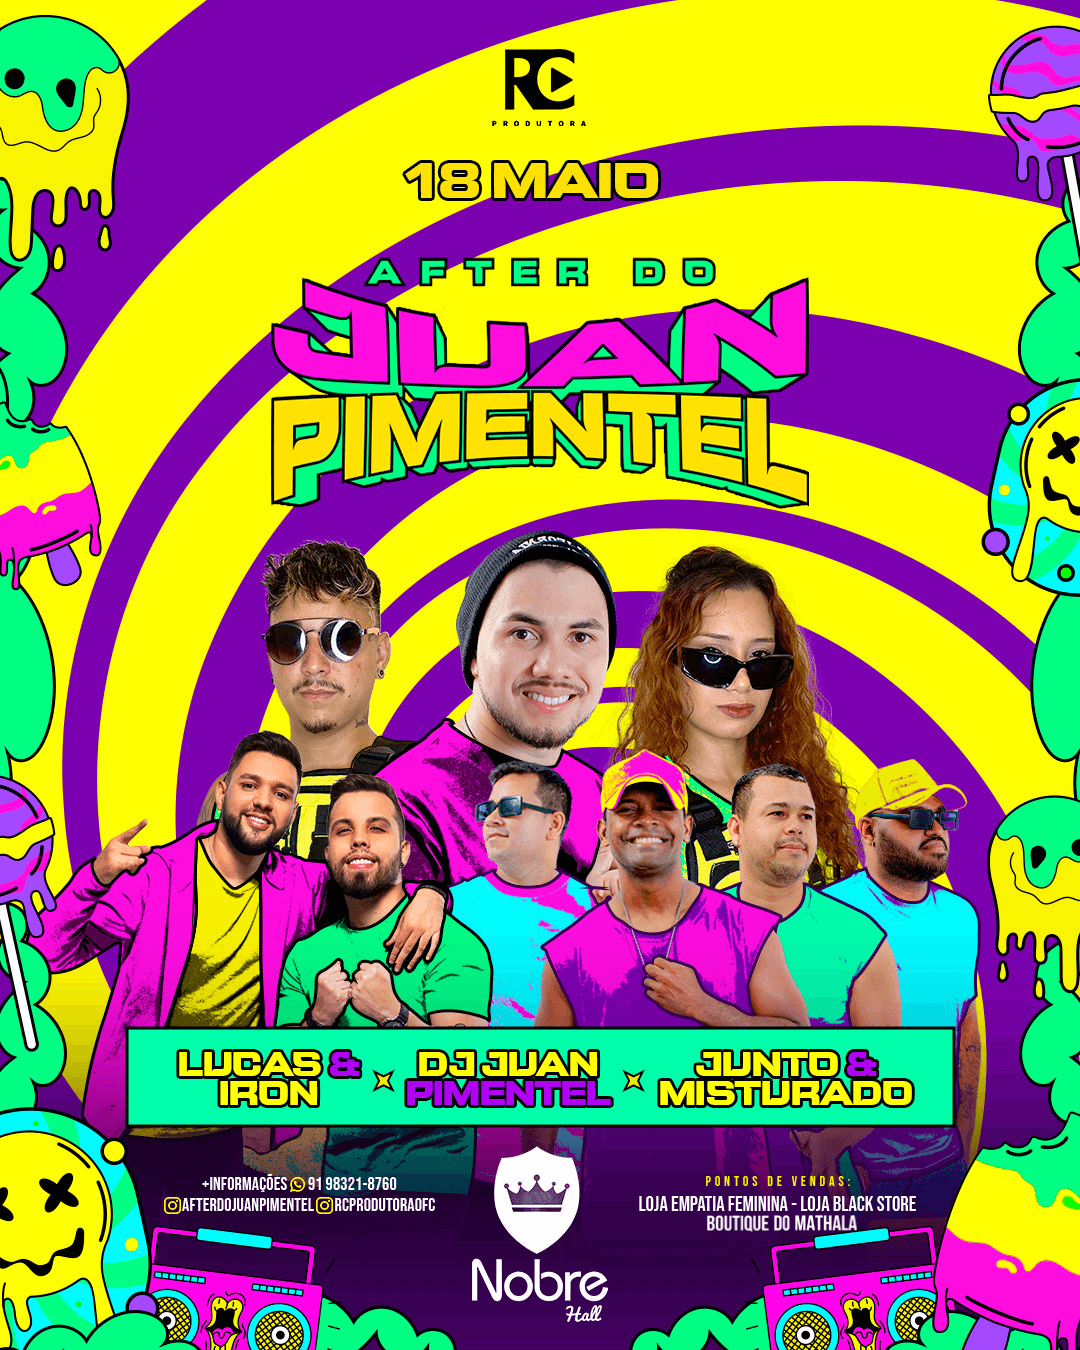 RC
PRODUTORA
18 MAIO
AFTER DO
JUAN
PIMENTEL
LUCAS &
IRON
DJ JUAN
PIMENTEL
JUNTO &
MISTURADO
+INFORMAÇÕES 91 98321-8760
AFTERDOJUANPIMENTEL RCPRODUTORAOFC
PONTOS DE VENDAS:
LOJA EMPATIA FEMININA - LOJA BLACK STORE
BOUTIQUE DO MATHALA
Nobre
Hall